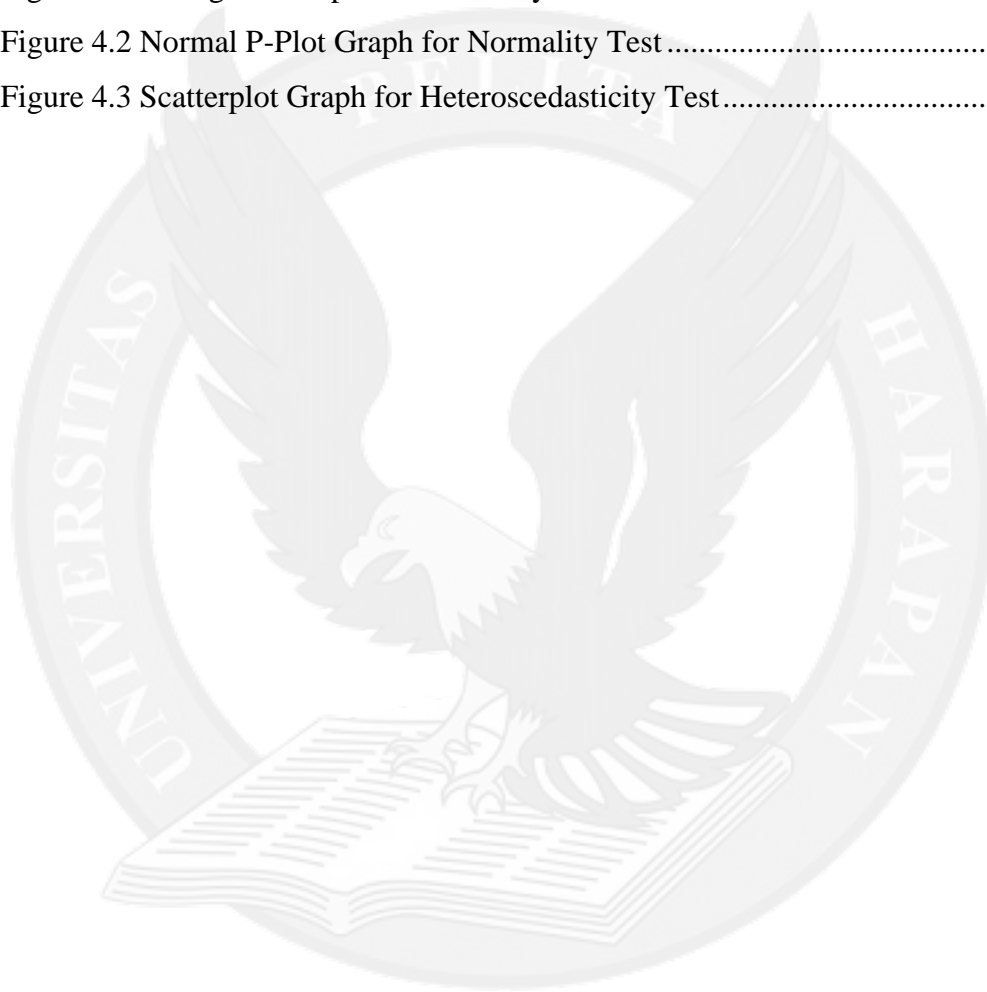 Figure 4.2 Normal P-Plot Graph for Normality Test....................................
Figure 4.3 Scatterplot Graph for Heteroscedasticity Test..............................
UNIVERSITAS PELITA HARAPAN